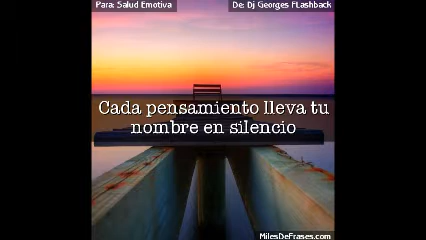 Para: Salud Emotiva
De: Dj Georges FLashback
Cada pensamiento lleva tu
nombre en silencio
MilesDeFrases.com